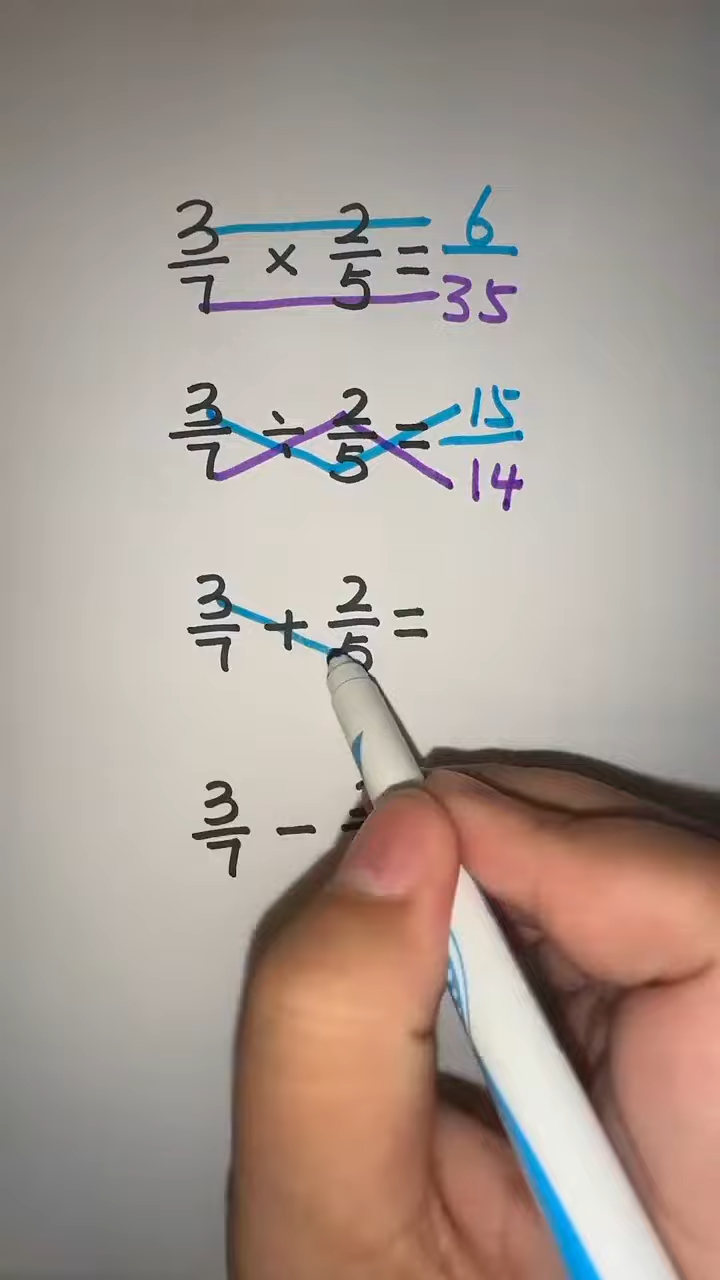 3/7 × 2/5 = 6/35
3/7 ÷ 2/5 = 15/14
3/7 + 2/5 =
3/7 −